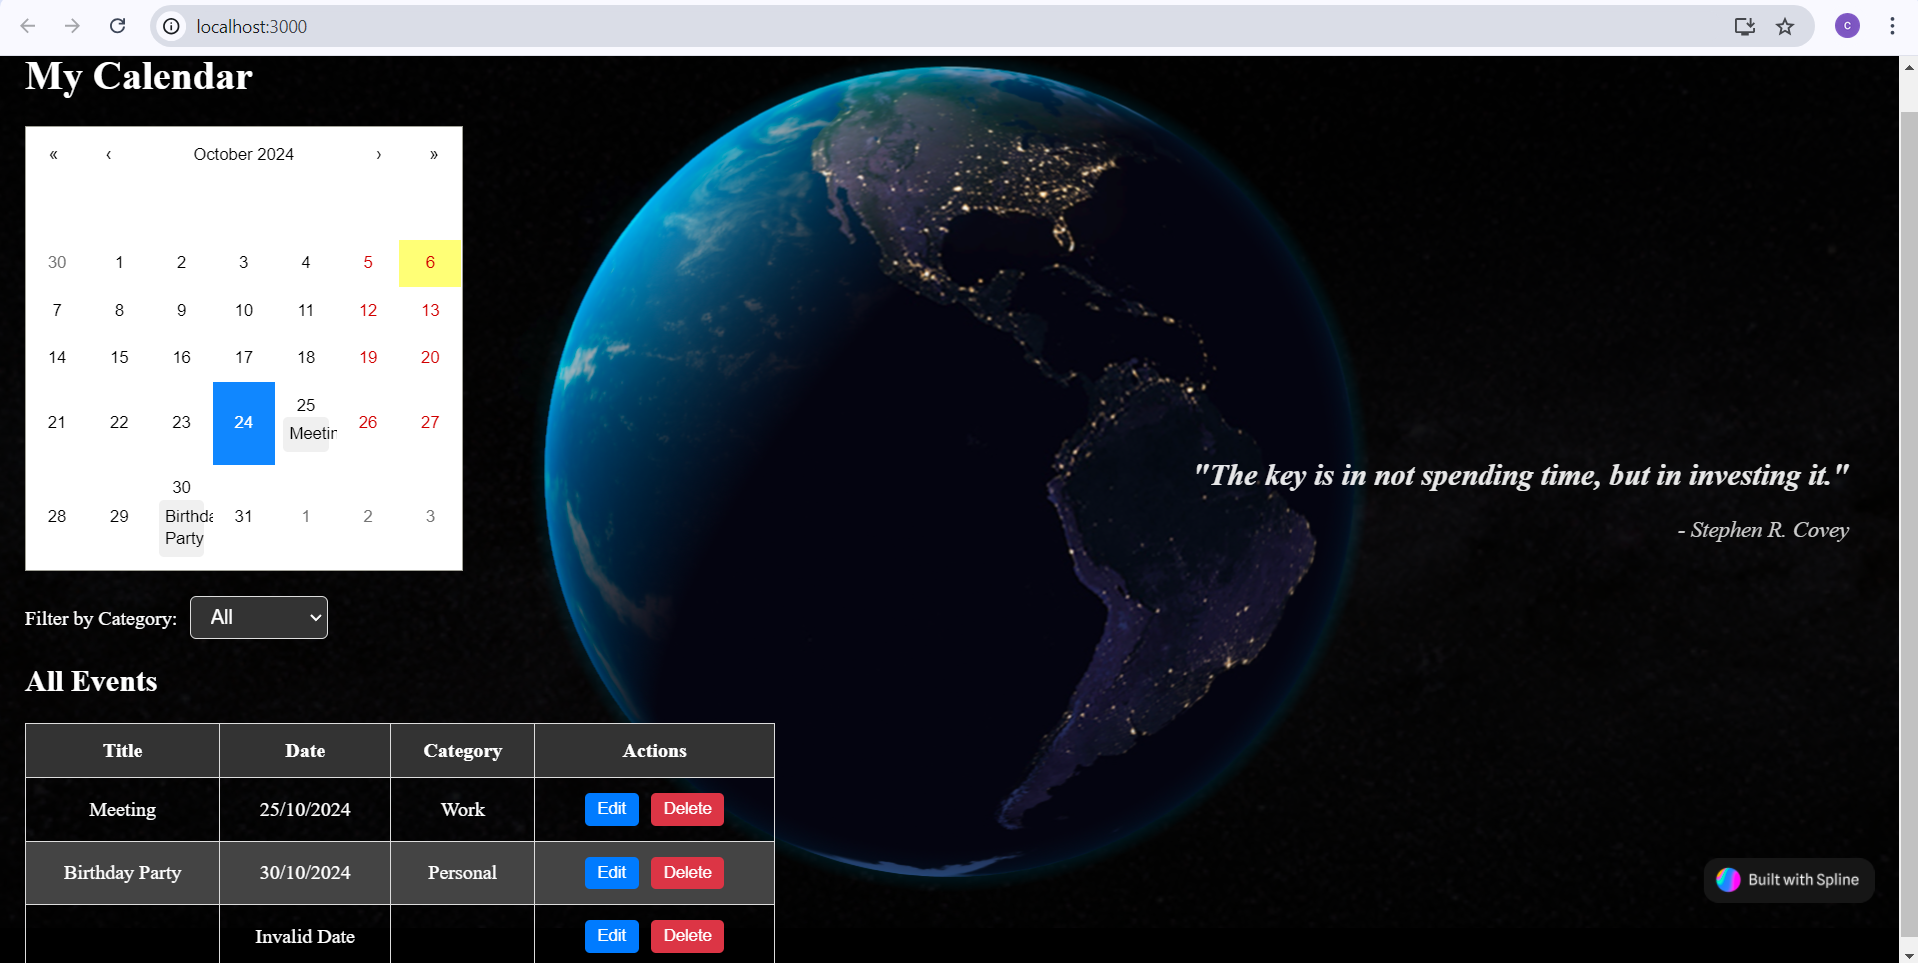 localhost:3000
C
My Calendar
« ‹ October 2024 › »
30 1 2 3 4 5 6
7 8 9 10 11 12 13
14 15 16 17 18 19 20
21 22 23 24 25 26 27
Meetin
28 29 30 31 1 2 3
Birthda
Party
"The key is in not spending time, but in investing it."
- Stephen R. Covey
Filter by Category: All
All Events
Title Date Category Actions
Meeting 25/10/2024 Work Edit Delete
Birthday Party 30/10/2024 Personal Edit Delete
Invalid Date Edit Delete
Built with Spline